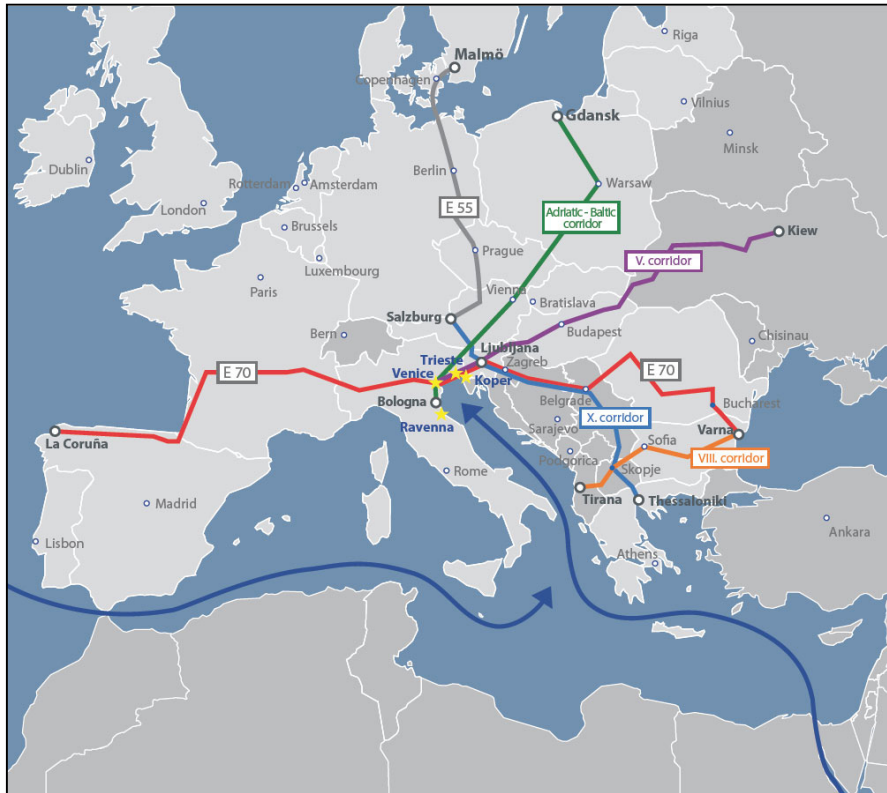 Riga
Malmö
Copenhagen
Vilnius
Gdansk
Minsk
Dublin
Berlin
Warsaw
Rotterdam
Amsterdam
London
E 55
Adriatic - Baltic
corridor
Brussels
Kiew
Prague
V. corridor
Luxembourg
Paris
Vienna
Bratislava
Salzburg
Budapest
Bern
Chisinau
Ljubljana
Trieste
Zagreb
Venice
E 70
Koper
E 70
Belgrade
Bologna
Bucharest
X. corridor
Ravenna
Sarajevo
Varna
La Coruña
Sofia
VIII. corridor
Podgorica
Rome
Skopje
Tirana
Thessaloniki
Madrid
Ankara
Lisbon
Athens